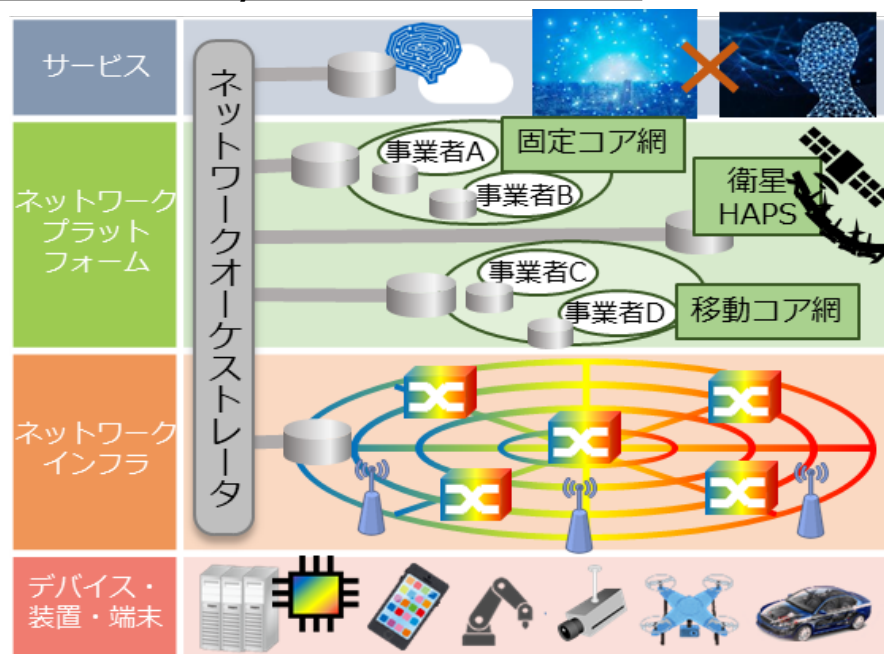 サービス
ネットワーク
プラット
フォーム
ネットワーク
インフラ
デバイス・
装置・端末
ネットワークオーケストレータ
事業者A
事業者B
固定コア網
衛星
HAPS
事業者C
事業者D
移動コア網